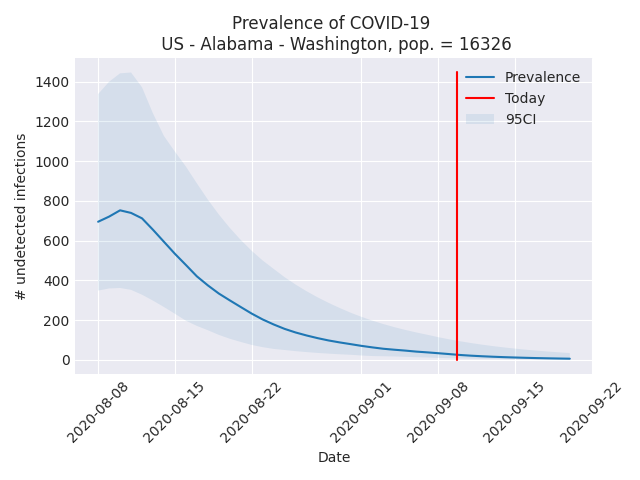 Prevalence of COVID-19
US - Alabama - Washington, pop. = 16326
1400
1200
1000
800
600
400
200
0
# undetected infections
Prevalence
Today
95CI
2020-08-08
2020-08-15
2020-08-22
2020-09-01
2020-09-08
2020-09-15
2020-09-22
Date